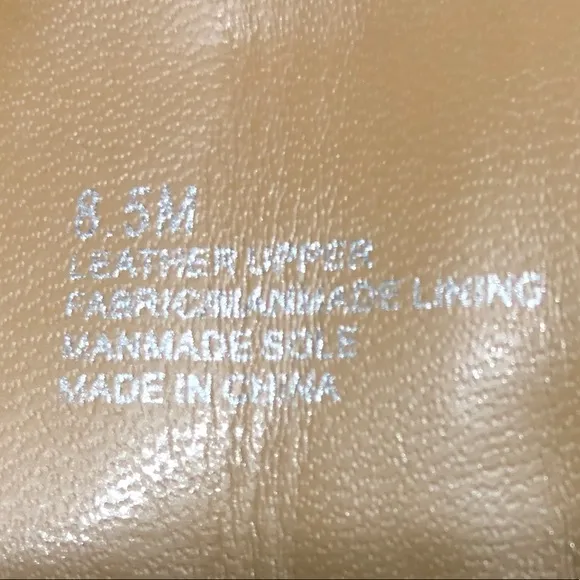 8.5M
LEATHER UPPER
FABRIC/MANMADE LINING
MANMADE SOLE
MADE IN CHINA